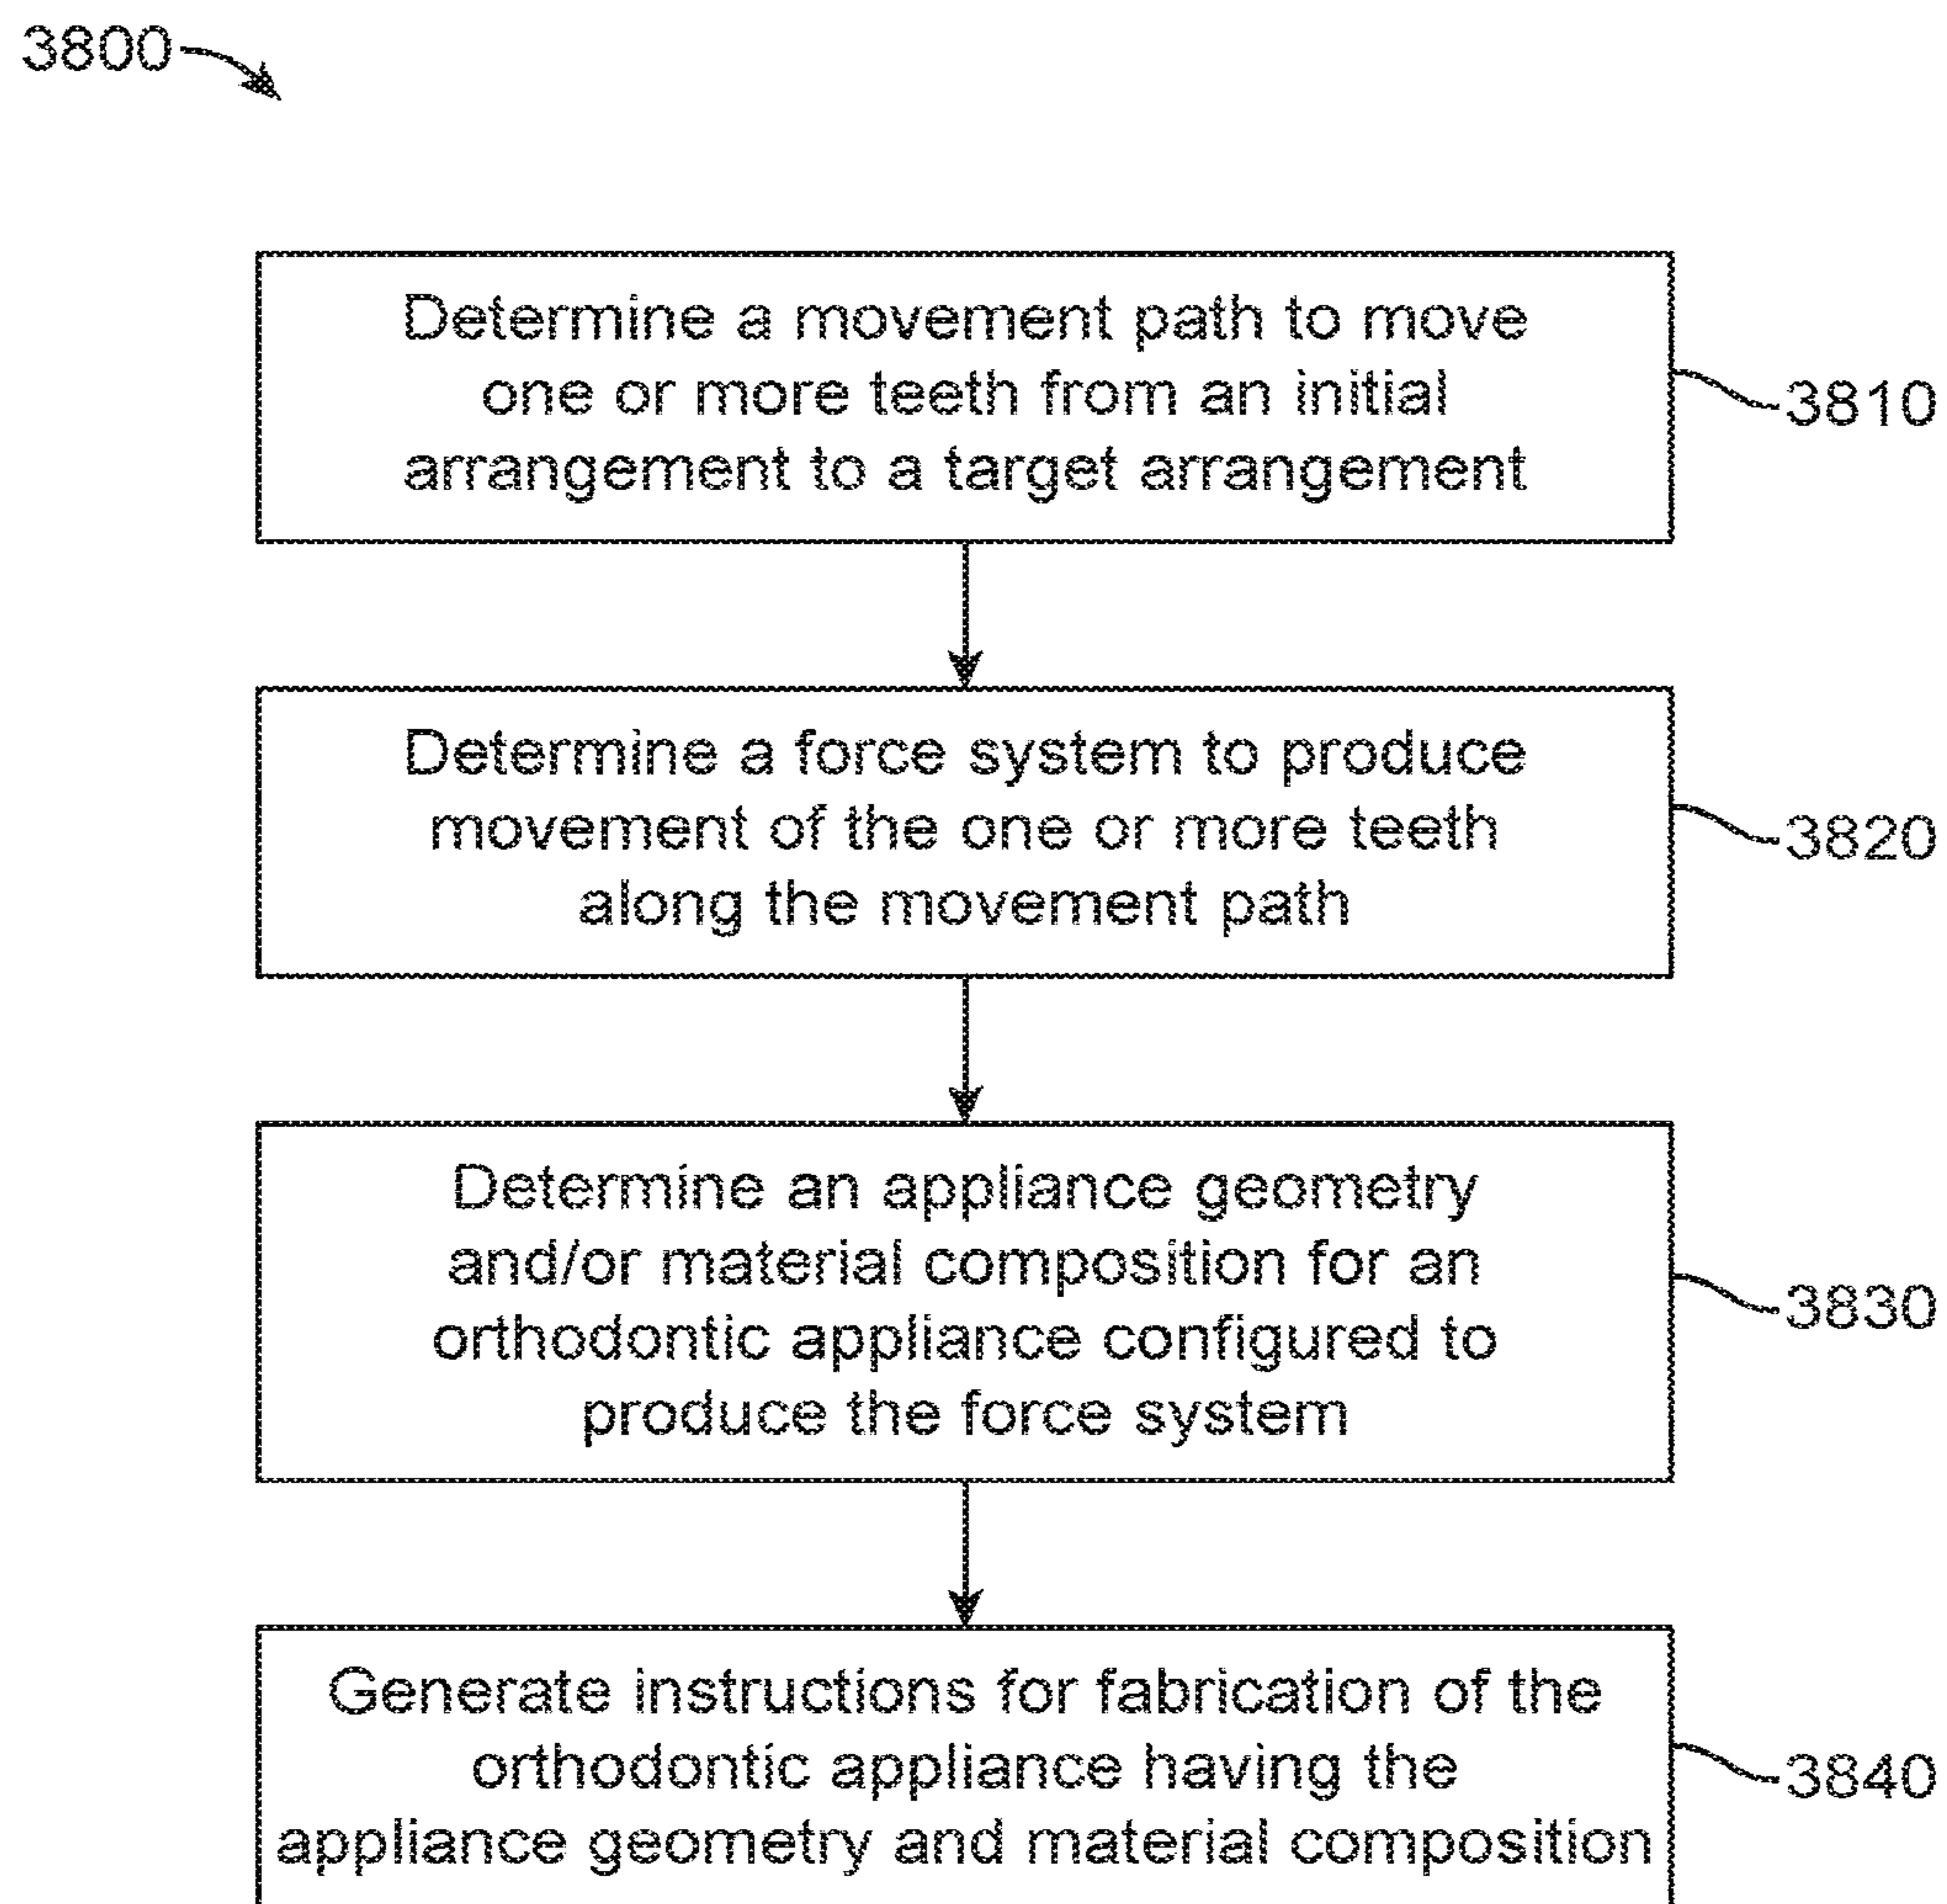 3800
Determine a movement path to move
one or more teeth from an initial
arrangement to a target arrangement
3810
Determine a force system to produce
movement of the one or more teeth
along the movement path
3820
Determine an appliance geometry
and/or material composition for an
orthodontic appliance configured to
produce the force system
3830
Generate instructions for fabrication of the
orthodontic appliance having the
appliance geometry and material composition
3840